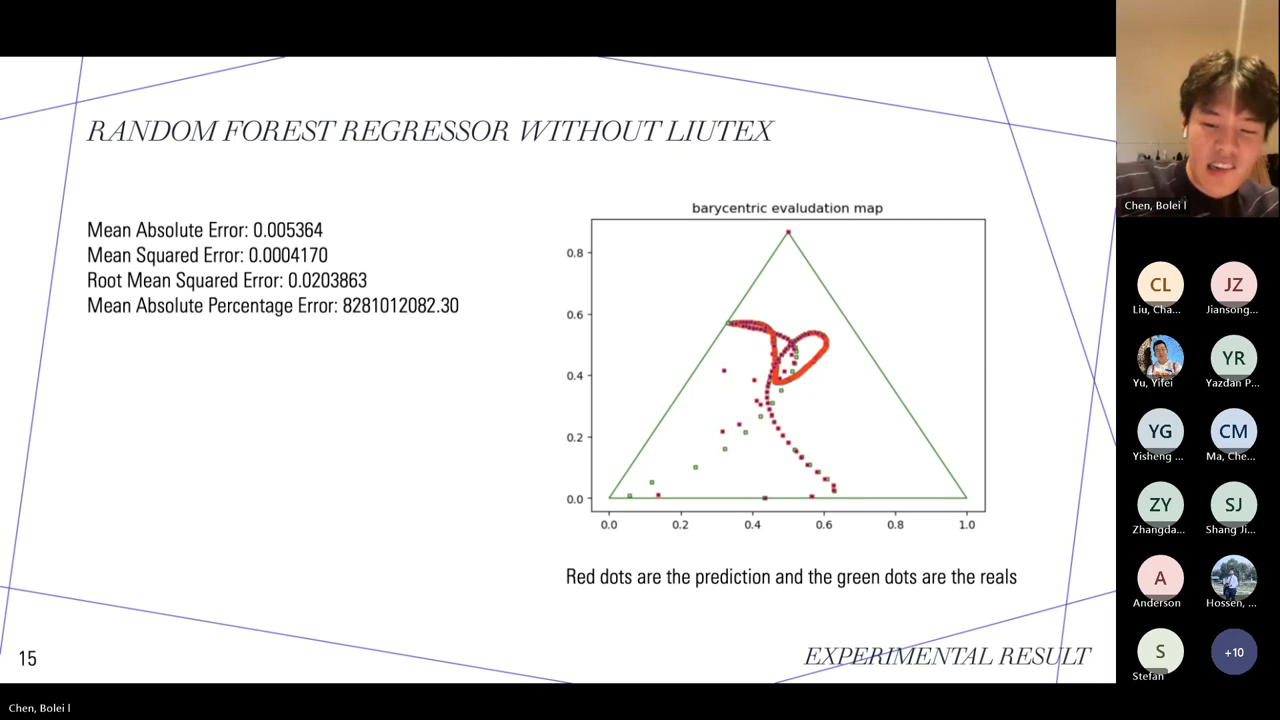 RANDOM FOREST REGRESSOR WITHOUT LIUTEX
Mean Absolute Error: 0.005364
Mean Squared Error: 0.0004170
Root Mean Squared Error: 0.0203863
Mean Absolute Percentage Error: 8281012082.30
barycentric evaludation map
0.8
0.6
0.4
0.2
0.0
0.0 0.2 0.4 0.6 0.8 1.0
Red dots are the prediction and the green dots are the reals
15
EXPERIMENTAL RESULT
Chen, Bolei l
CL JZ
Liu, Cha... Jiansong...
YR
Yu, Yifei Yazdan P...
YG CM
Yisheng ... Ma, Che...
ZY SJ
Zhangda... Shang Ji...
A
Anderson Hossen, ...
S +10
Stefan
Chen, Bolei l